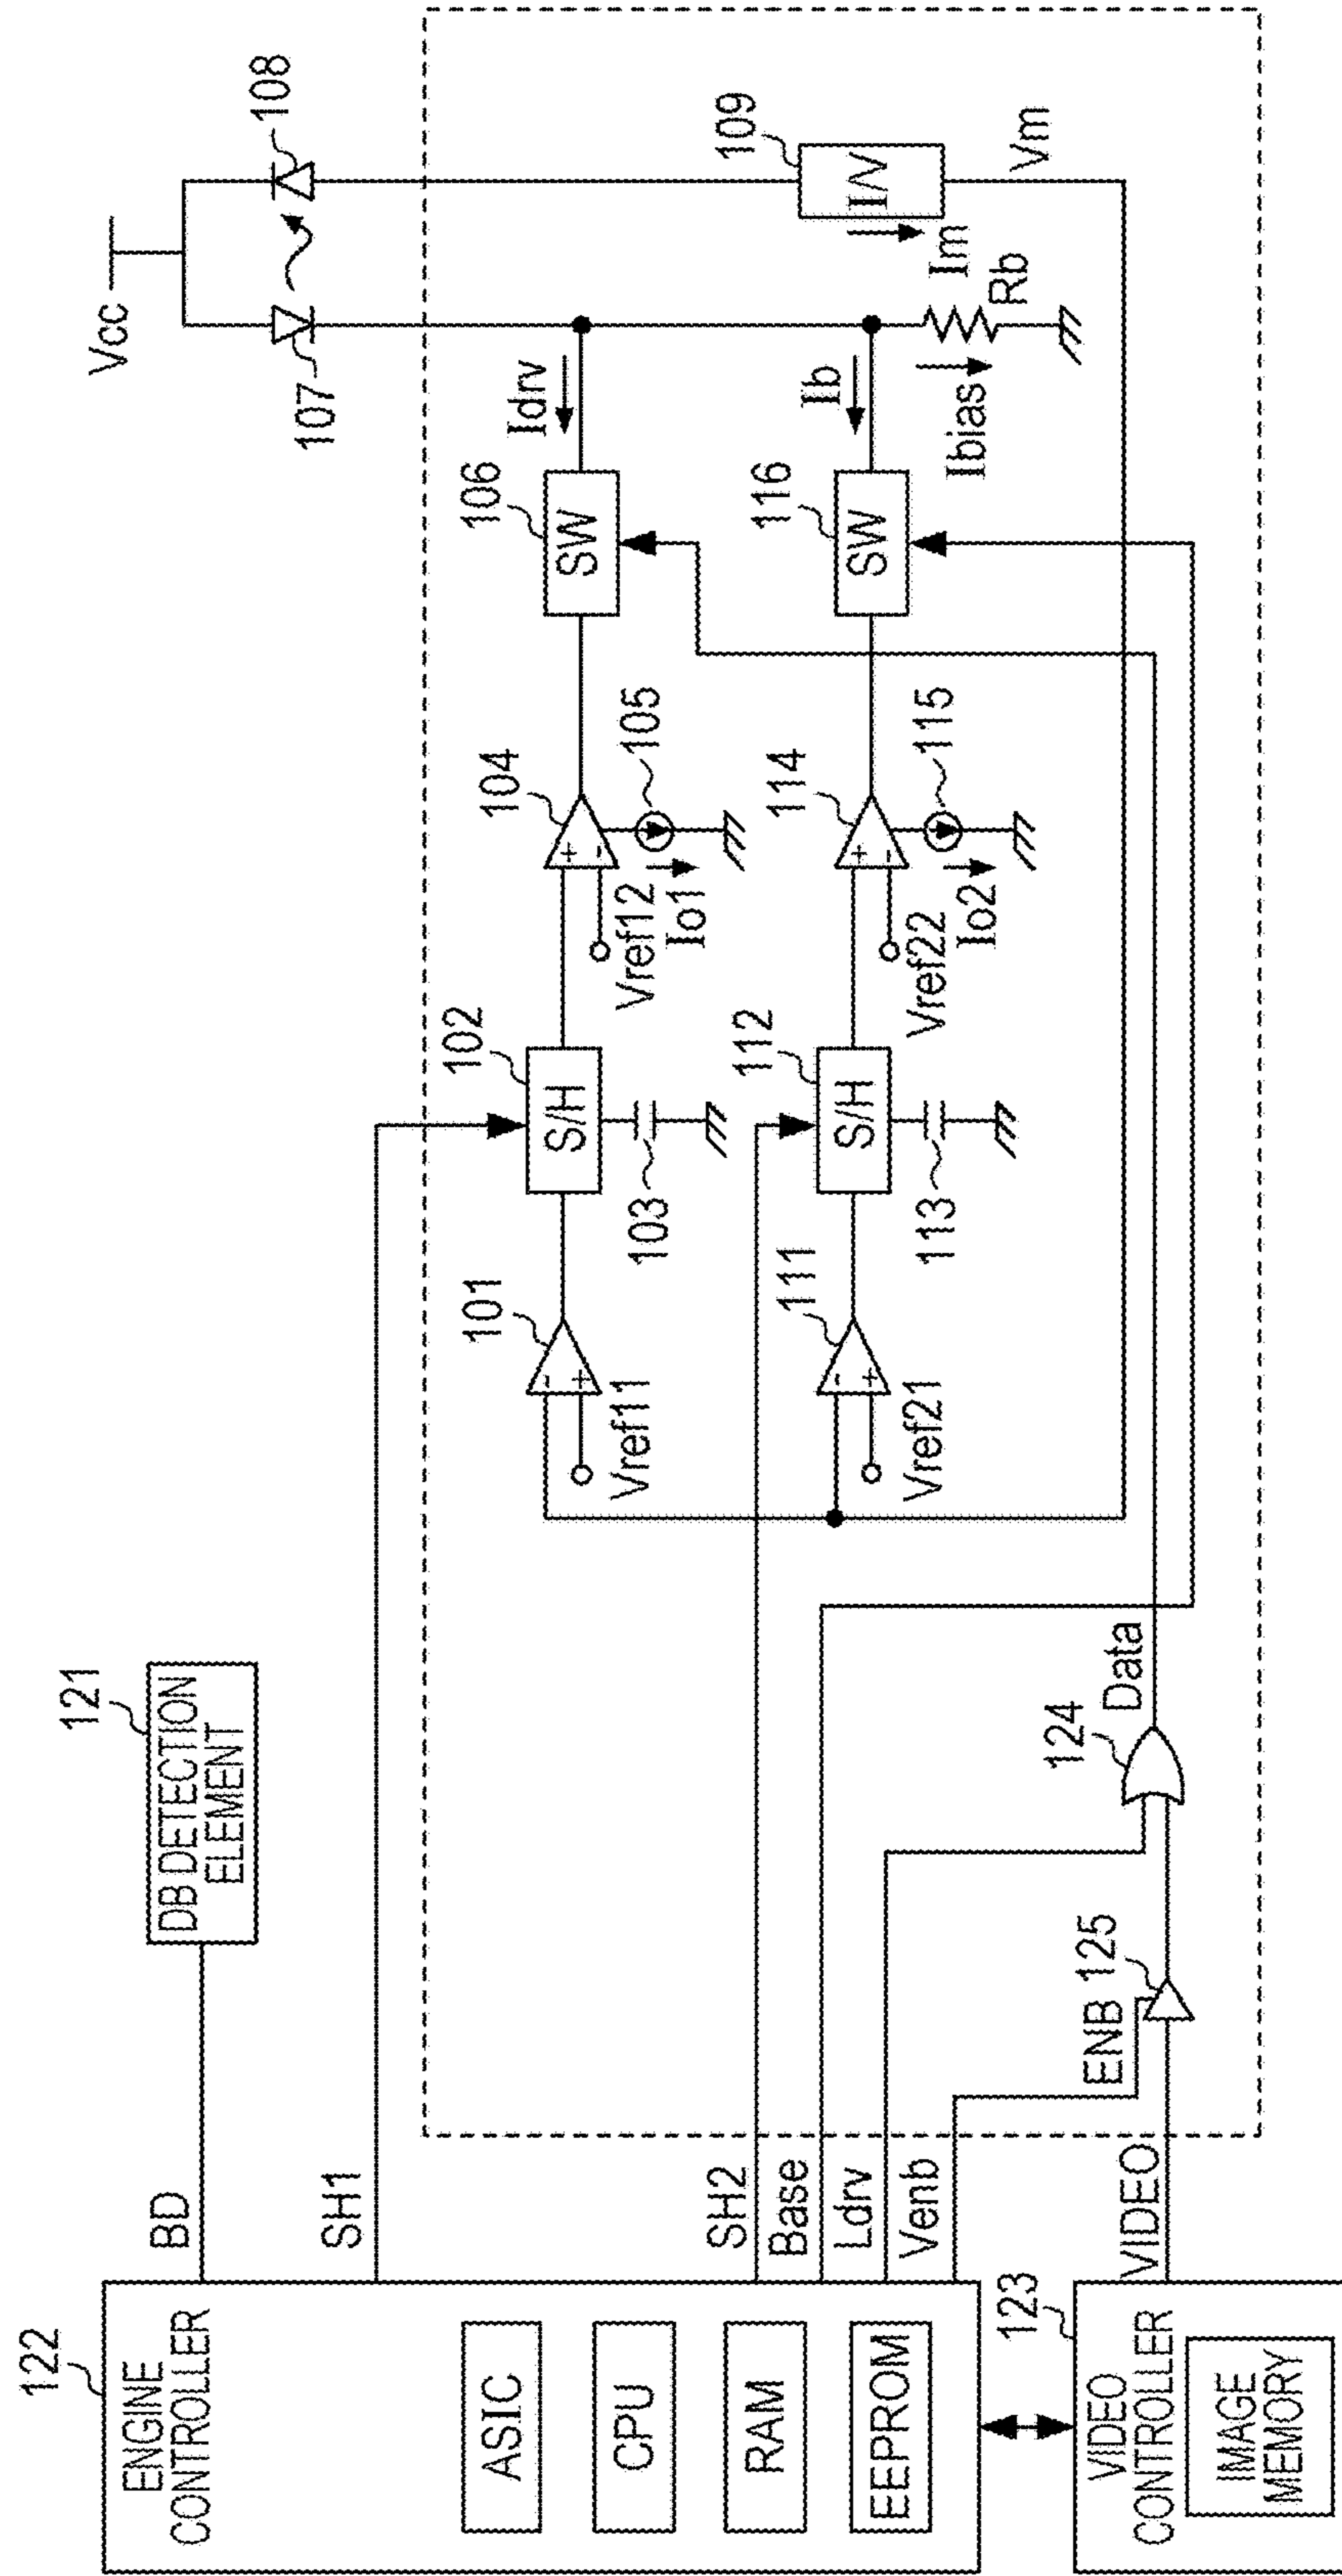 122
ENGINE
CONTROLLER
ASIC
CPU
RAM
EEPROM
BD
121
DB DETECTION
ELEMENT
SH1
SH2
Base
Ldrv
Venb
123
VIDEO
CONTROLLER
IMAGE
MEMORY
VIDEO
ENB
125
124
Data
101
-
+
Vref11
102
S/H
103
104
+
-
Vref12
105
Io1
106
SW
Idrv
111
-
+
Vref21
112
S/H
113
114
+
-
Vref22
115
Io2
116
SW
Ib
Ibias
Rb
Vcc
107
108
109
I/V
Im
Vm